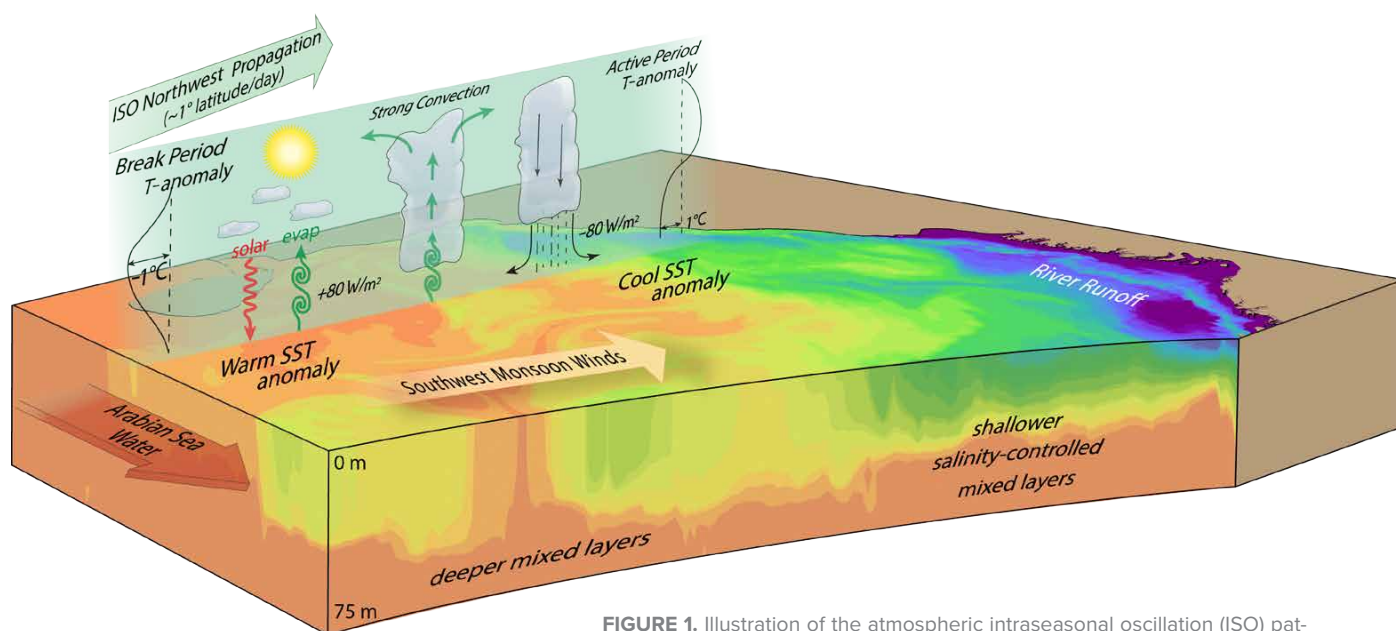 ISO Northwest Propagation
(~1° latitude/day)
Break Period
T-anomaly
Strong Convection
Active Period
T-anomaly
–1°C
solar
evap
+80 W/m²
–80 W/m²
1°C
Warm SST
anomaly
Cool SST
anomaly
River Runoff
Southwest Monsoon Winds
Arabian Sea
Water
0 m
75 m
deeper mixed layers
shallower
salinity-controlled
mixed layers
FIGURE 1. Illustration of the atmospheric intraseasonal oscillation (ISO) pat-